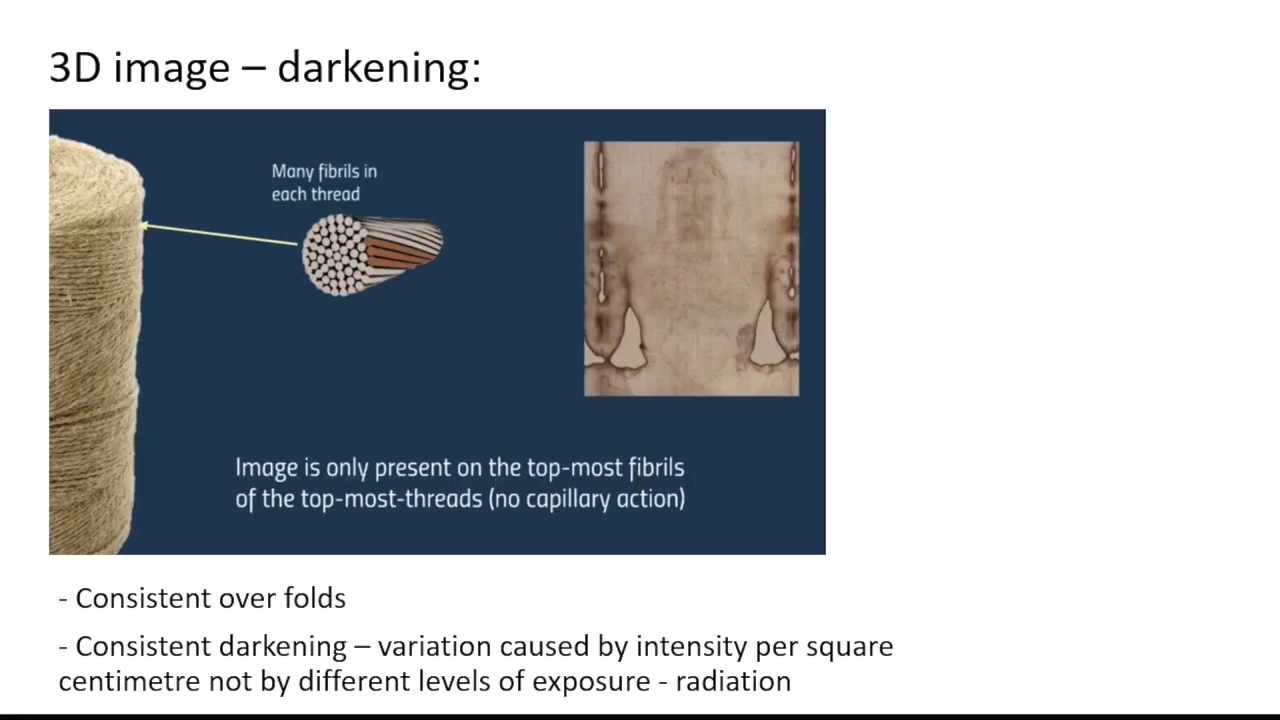 3D image – darkening:
Many fibrils in
each thread
Image is only present on the top-most fibrils
of the top-most-threads (no capillary action)
- Consistent over folds
- Consistent darkening – variation caused by intensity per square
centimetre not by different levels of exposure - radiation